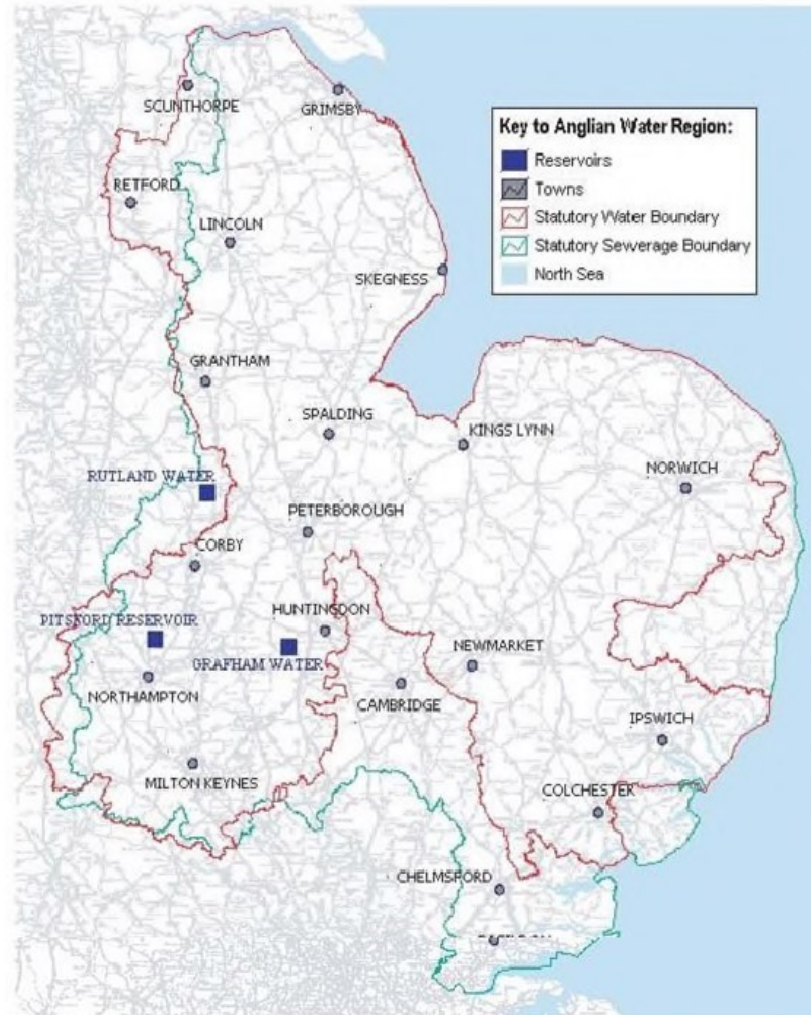 SCUNTHORPE
GRIMSBY
Key to Anglian Water Region:
Reservoirs
Towns
Statutory Water Boundary
Statutory Sewerage Boundary
North Sea
RETFORD
LINCOLN
SKEGNESS
GRANTHAM
SPALDING
KINGS LYNN
RUTLAND WATER
NORWICH
PETERBOROUGH
CORBY
PITSFORD RESERVOIR
HUNTINGDON
GRAFHAM WATER
NEWMARKET
NORTHAMPTON
CAMBRIDGE
IPSWICH
MILTON KEYNES
COLCHESTER
CHELMSFORD